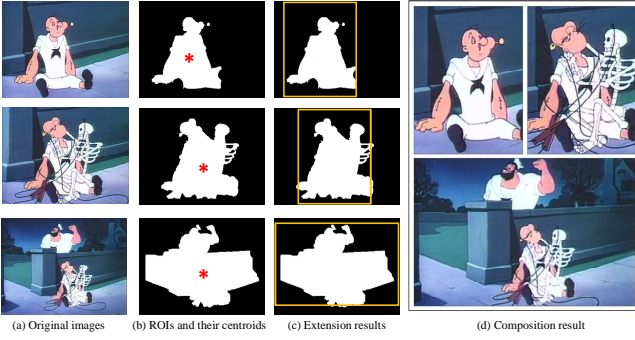 (a) Original images
(b) ROIs and their centroids
(c) Extension results
(d) Composition result